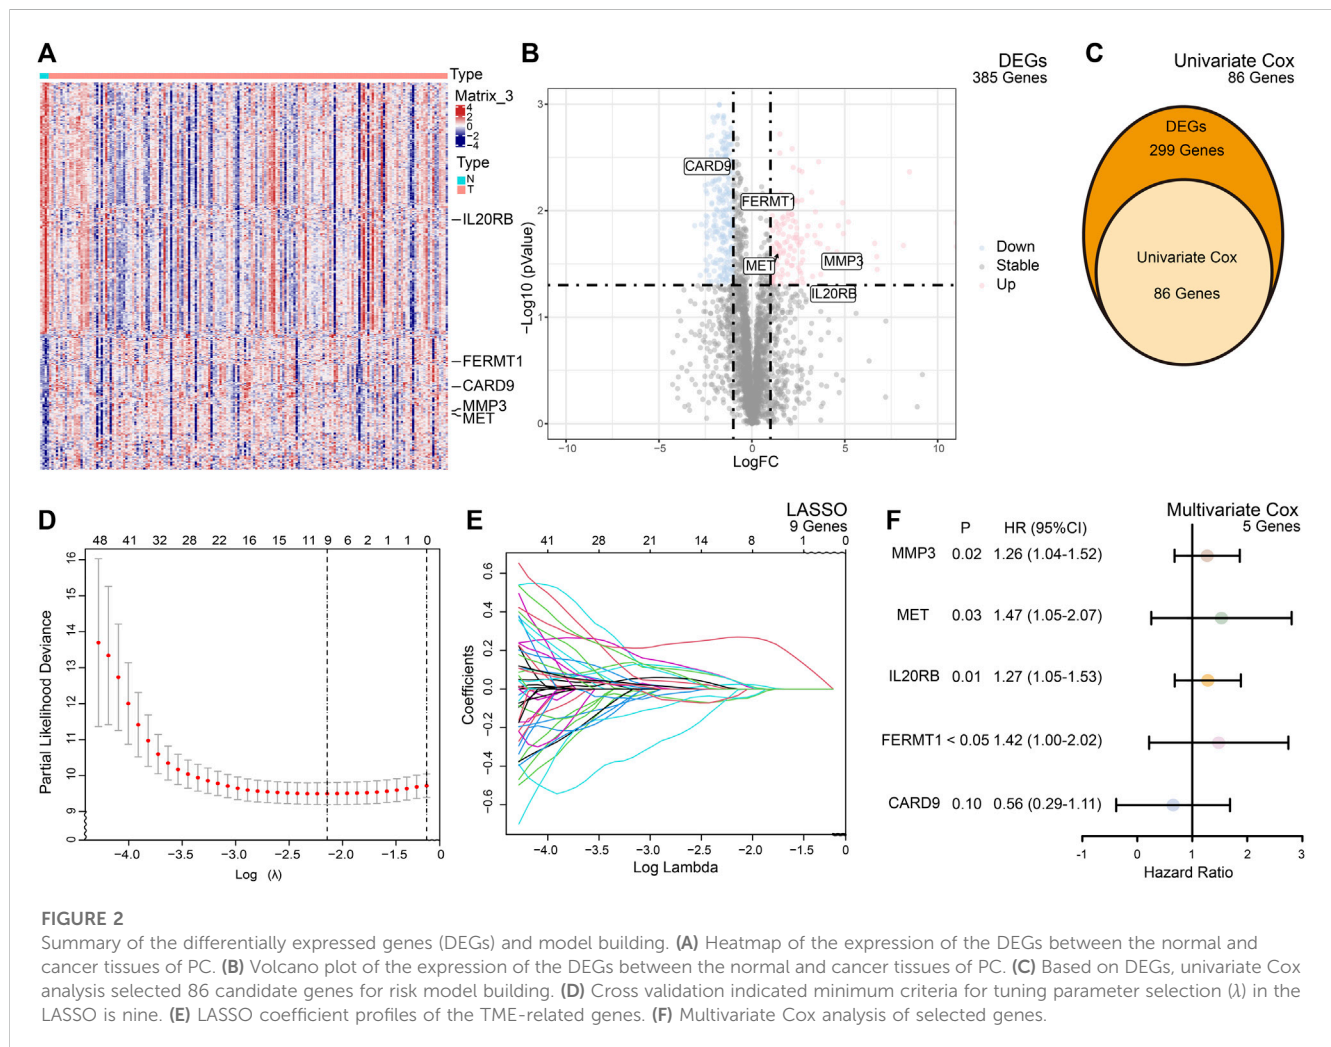 A
Type
Matrix_3
4
2
0
−2
−4
Type
N
T
IL20RB
FERMT1
CARD9
MMP3
MET
B
DEGs
385 Genes
−Log10 (pValue)
3
2
1
0
CARD9
FERMT1
MET
MMP3
IL20RB
Down
Stable
Up
−10
−5
0
5
10
LogFC
C
Univariate Cox
86 Genes
DEGs
299 Genes
Univariate Cox
86 Genes
D
48 41 32 28 22 16 15 11 9 6 2 1 1 0
Partial Likelihood Deviance
16
15
14
13
12
11
10
9
0
−4.0 −3.5 −3.0 −2.5 −2.0 −1.5 −1.0 −0.5 0
Log (λ)
E
LASSO
9 Genes
41 28 21 14 8 1 0
Coefficients
0.6
0.4
0.2
0.0
−0.2
−0.4
−0.6
−4.0 −3.5 −3.0 −2.5 −2.0 −1.5 0
Log Lambda
F
Multivariate Cox
5 Genes
P HR (95%CI)
MMP3 0.02 1.26 (1.04-1.52)
MET 0.03 1.47 (1.05-2.07)
IL20RB 0.01 1.27 (1.05-1.53)
FERMT1 < 0.05 1.42 (1.00-2.02)
CARD9 0.10 0.56 (0.29-1.11)
-1 0 1 2 3
Hazard Ratio
FIGURE 2
Summary of the differentially expressed genes (DEGs) and model building. (A) Heatmap of the expression of the DEGs between the normal and
cancer tissues of PC. (B) Volcano plot of the expression of the DEGs between the normal and cancer tissues of PC. (C) Based on DEGs, univariate Cox
analysis selected 86 candidate genes for risk model building. (D) Cross validation indicated minimum criteria for tuning parameter selection (λ) in the
LASSO is nine. (E) LASSO coefficient profiles of the TME-related genes. (F) Multivariate Cox analysis of selected genes.